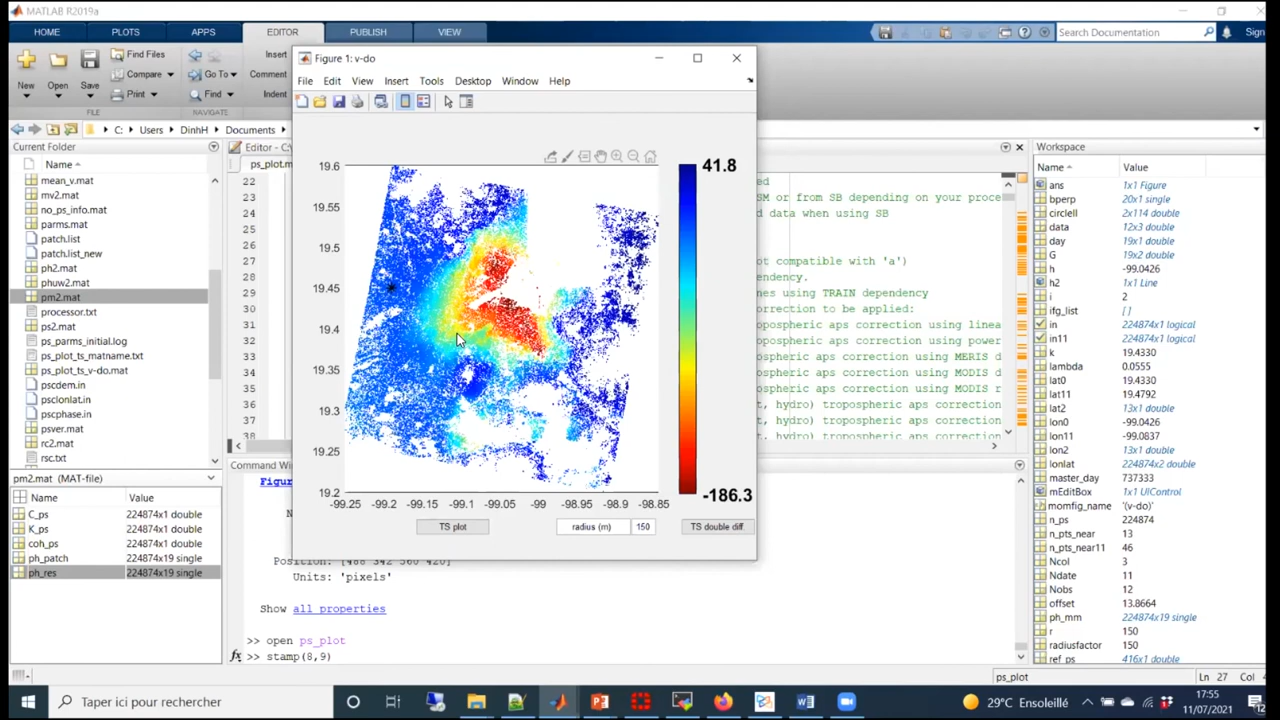 MATLAB R2019a
HOME PLOTS APPS EDITOR PUBLISH VIEW
Search Documentation
Sign
New Open Save
Find Files
Compare
Print
Go To
Find
Insert
Comment
Indent
FILE NAVIGATE
C: Users DinhH Documents
Current Folder
Name
mean_v.mat
mv2.mat
no_ps_info.mat
parms.mat
patch.list
patch.list_new
ph2.mat
phuw2.mat
pm2.mat
processor.txt
ps2.mat
ps_parms_initial.log
ps_plot_ts_matname.txt
ps_plot_ts_v-do.mat
pscdem.in
psclonlat.in
pscphase.in
psver.mat
rc2.mat
rsc.txt
pm2.mat (MAT-file)
Name Value
C_ps 224874x1 double
K_ps 224874x1 double
coh_ps 224874x1 double
ph_patch 224874x19 single
ph_res 224874x19 single
Editor - C:\
ps_plot.m
22
23
24
25
26
27
28
29
30
31
32
33
34
35
36
37
38
SM or from SB depending on your proce
d data when using SB
ot compatible with 'a')
endency.
nes using TRAIN dependency
orrection to be applied:
opospheric aps correction using linea
opospheric aps correction using power
opospheric aps correction using MERIS d
opospheric aps correction using MODIS d
opospheric aps correction using MODIS r
t, hydro) tropospheric aps correction
t, hydro) tropospheric aps correction
t, hydro) tropospheric aps correction
Figure 1: v-do
File Edit View Insert Tools Desktop Window Help
19.6
19.55
19.5
19.45
19.4
19.35
19.3
19.25
19.2
-99.25 -99.2 -99.15 -99.1 -99.05 -99 -98.95 -98.9 -98.85
41.8
-186.3
TS plot radius (m) 150 TS double diff.
Command Win
Figur
Position: [488 342 560 420]
Units: 'pixels'
Show all properties
>> open ps_plot
fx >> stamp(8,9)
Workspace
Name Value
ans 1x1 Figure
bperp 20x1 single
circlell 2x114 double
data 12x3 double
day 19x1 double
G 19x2 double
h -99.0426
h2 1x1 Line
i 2
ifg_list []
in 224874x1 logical
in11 224874x1 logical
k 19.4330
lambda 0.0555
lat0 19.4330
lat11 19.4792
lat2 13x1 double
lon0 -99.0426
lon11 -99.0837
lon2 13x1 double
lonlat 224874x2 double
master_day 737333
mEditBox 1x1 UIControl
momfig_name '(v-do)'
n_ps 224874
n_pts_near 13
n_pts_near11 46
Ncol 3
Ndate 11
Nobs 12
offset 13.8664
ph_mm 224874x19 single
r 150
radiusfactor 150
ref_ps 416x1 double
ps_plot Ln 27 Col
Taper ici pour rechercher
29°C Ensoleillé
17:55
11/07/2021